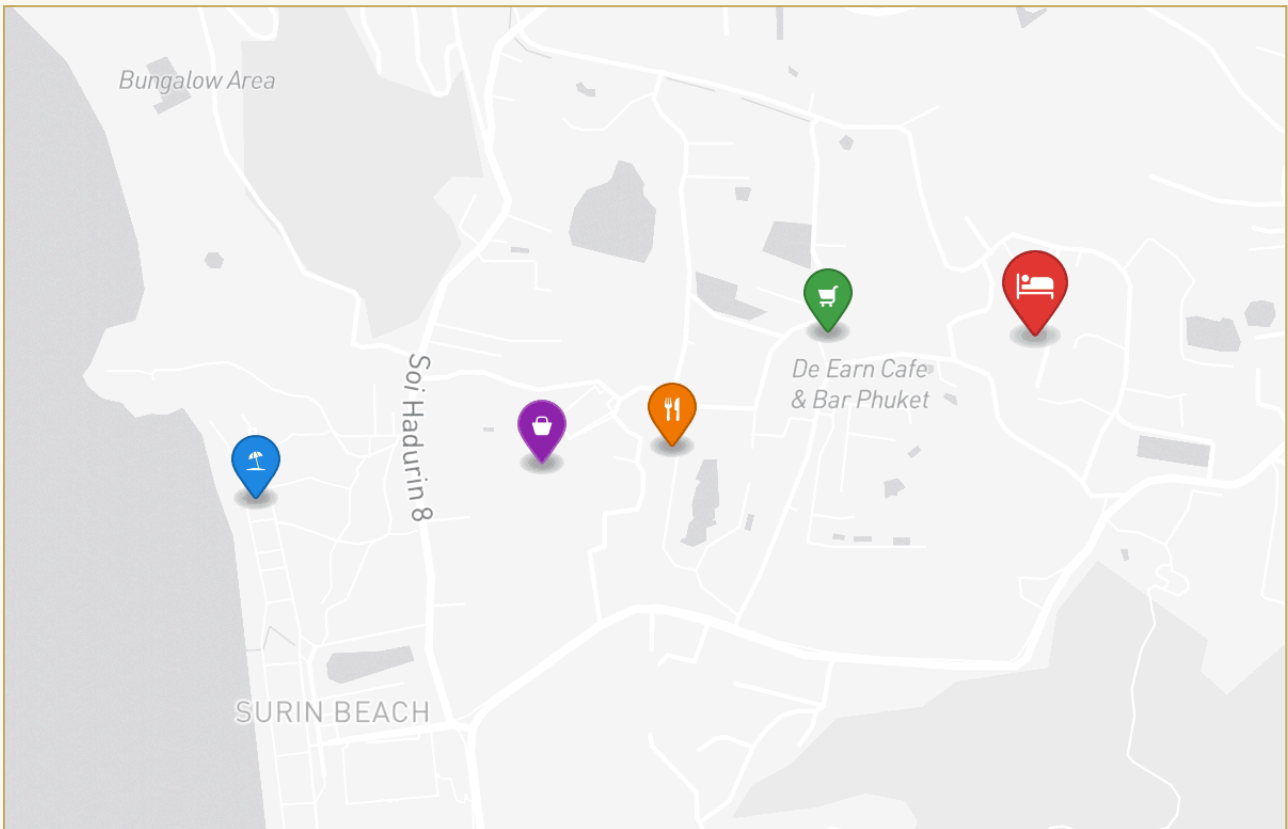 Bungalow Area
De Earn Cafe
& Bar Phuket
Soi Hadurin 8
SURIN BEACH